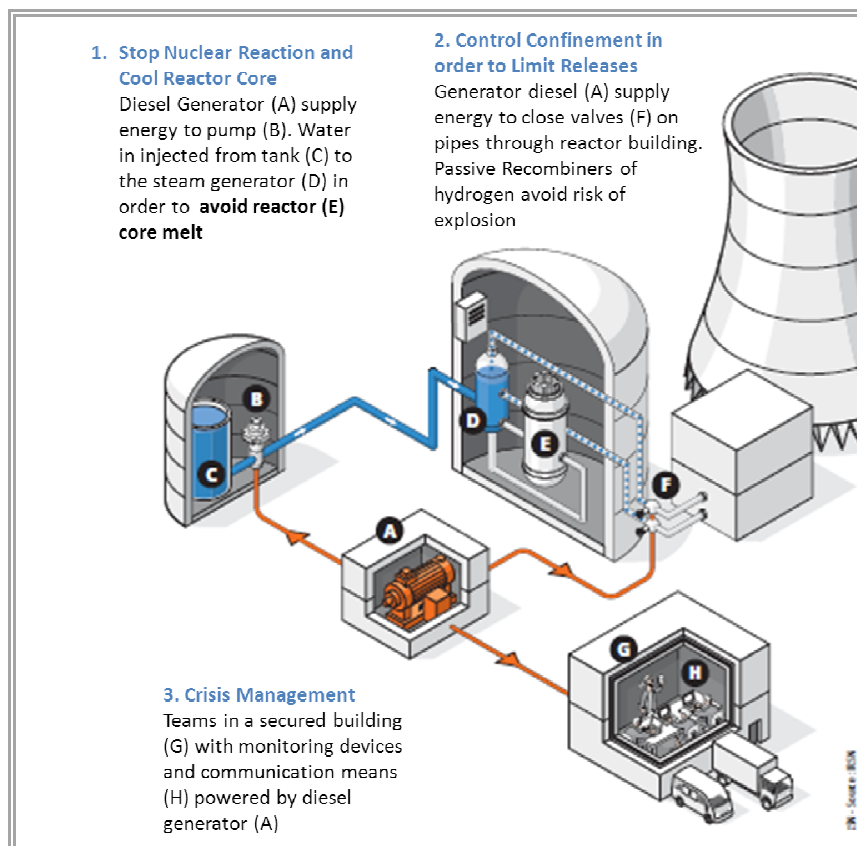 1. Stop Nuclear Reaction and
Cool Reactor Core
Diesel Generator (A) supply
energy to pump (B). Water
in injected from tank (C) to
the steam generator (D) in
order to avoid reactor (E)
core melt
2. Control Confinement in
order to Limit Releases
Generator diesel (A) supply
energy to close valves (F) on
pipes through reactor building.
Passive Recombiners of
hydrogen avoid risk of
explosion
B
C
D
E
F
A
G
H
3. Crisis Management
Teams in a secured building
(G) with monitoring devices
and communication means
(H) powered by diesel
generator (A)
Source : IRSN